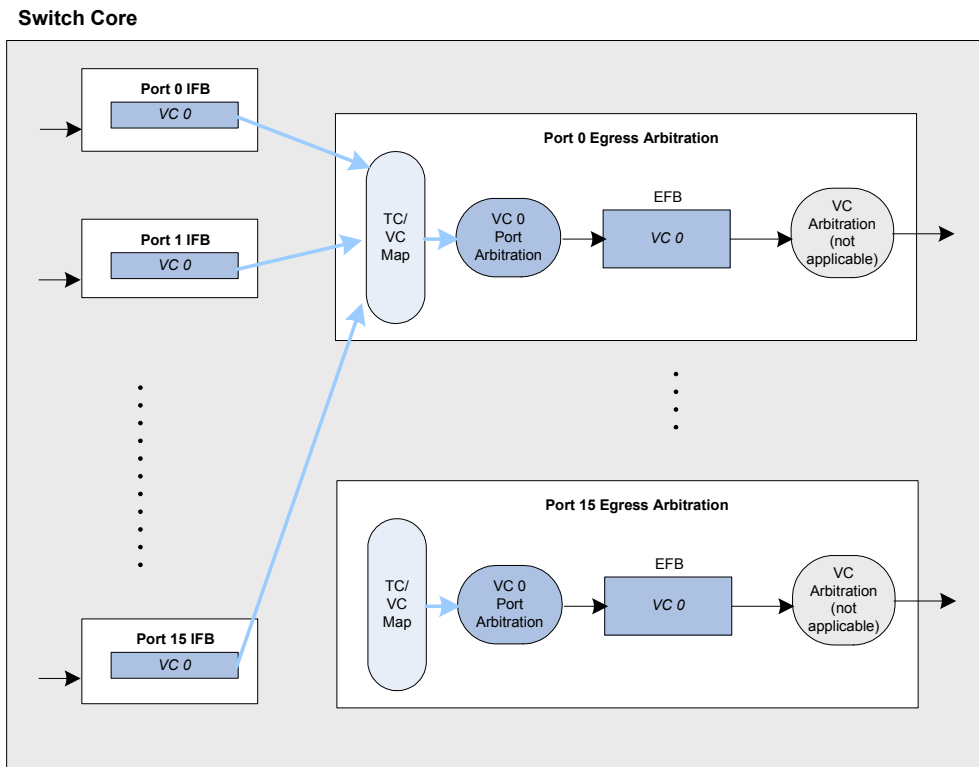 Switch Core
Port 0 IFB
VC 0
Port 1 IFB
VC 0
Port 15 IFB
VC 0
Port 0 Egress Arbitration
TC/
VC
Map
VC 0
Port
Arbitration
EFB
VC 0
VC
Arbitration
(not
applicable)
Port 15 Egress Arbitration
TC/
VC
Map
VC 0
Port
Arbitration
EFB
VC 0
VC
Arbitration
(not
applicable)